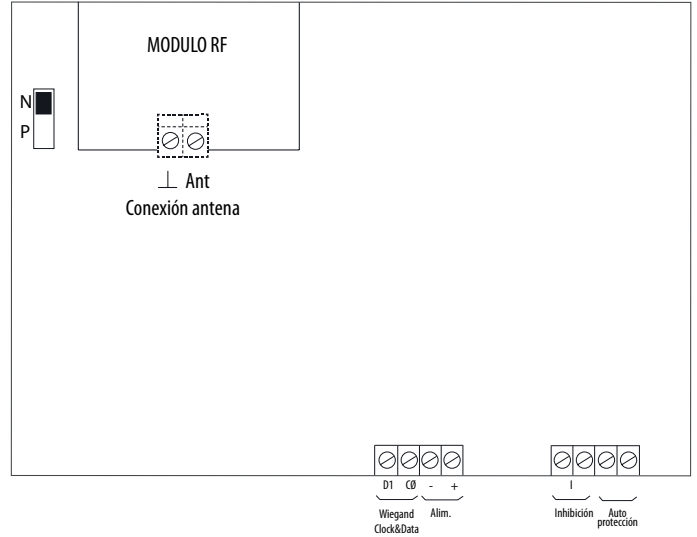 MODULO RF
N
P
Ant
Conexión antena
D1 CØ - +
I
Wiegand
Clock&Data
Alim.
Inhibición
Auto
protección